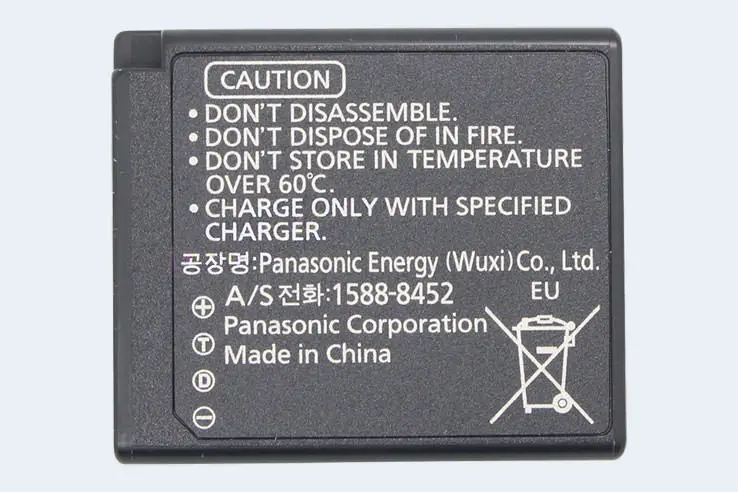 CAUTION
• DON'T DISASSEMBLE.
• DON'T DISPOSE OF IN FIRE.
• DON'T STORE IN TEMPERATURE
OVER 60℃.
• CHARGE ONLY WITH SPECIFIED
CHARGER.
공장명:Panasonic Energy (Wuxi) Co., Ltd.
A/S전화:1588-8452
EU
Panasonic Corporation
Made in China
+
T
D
−